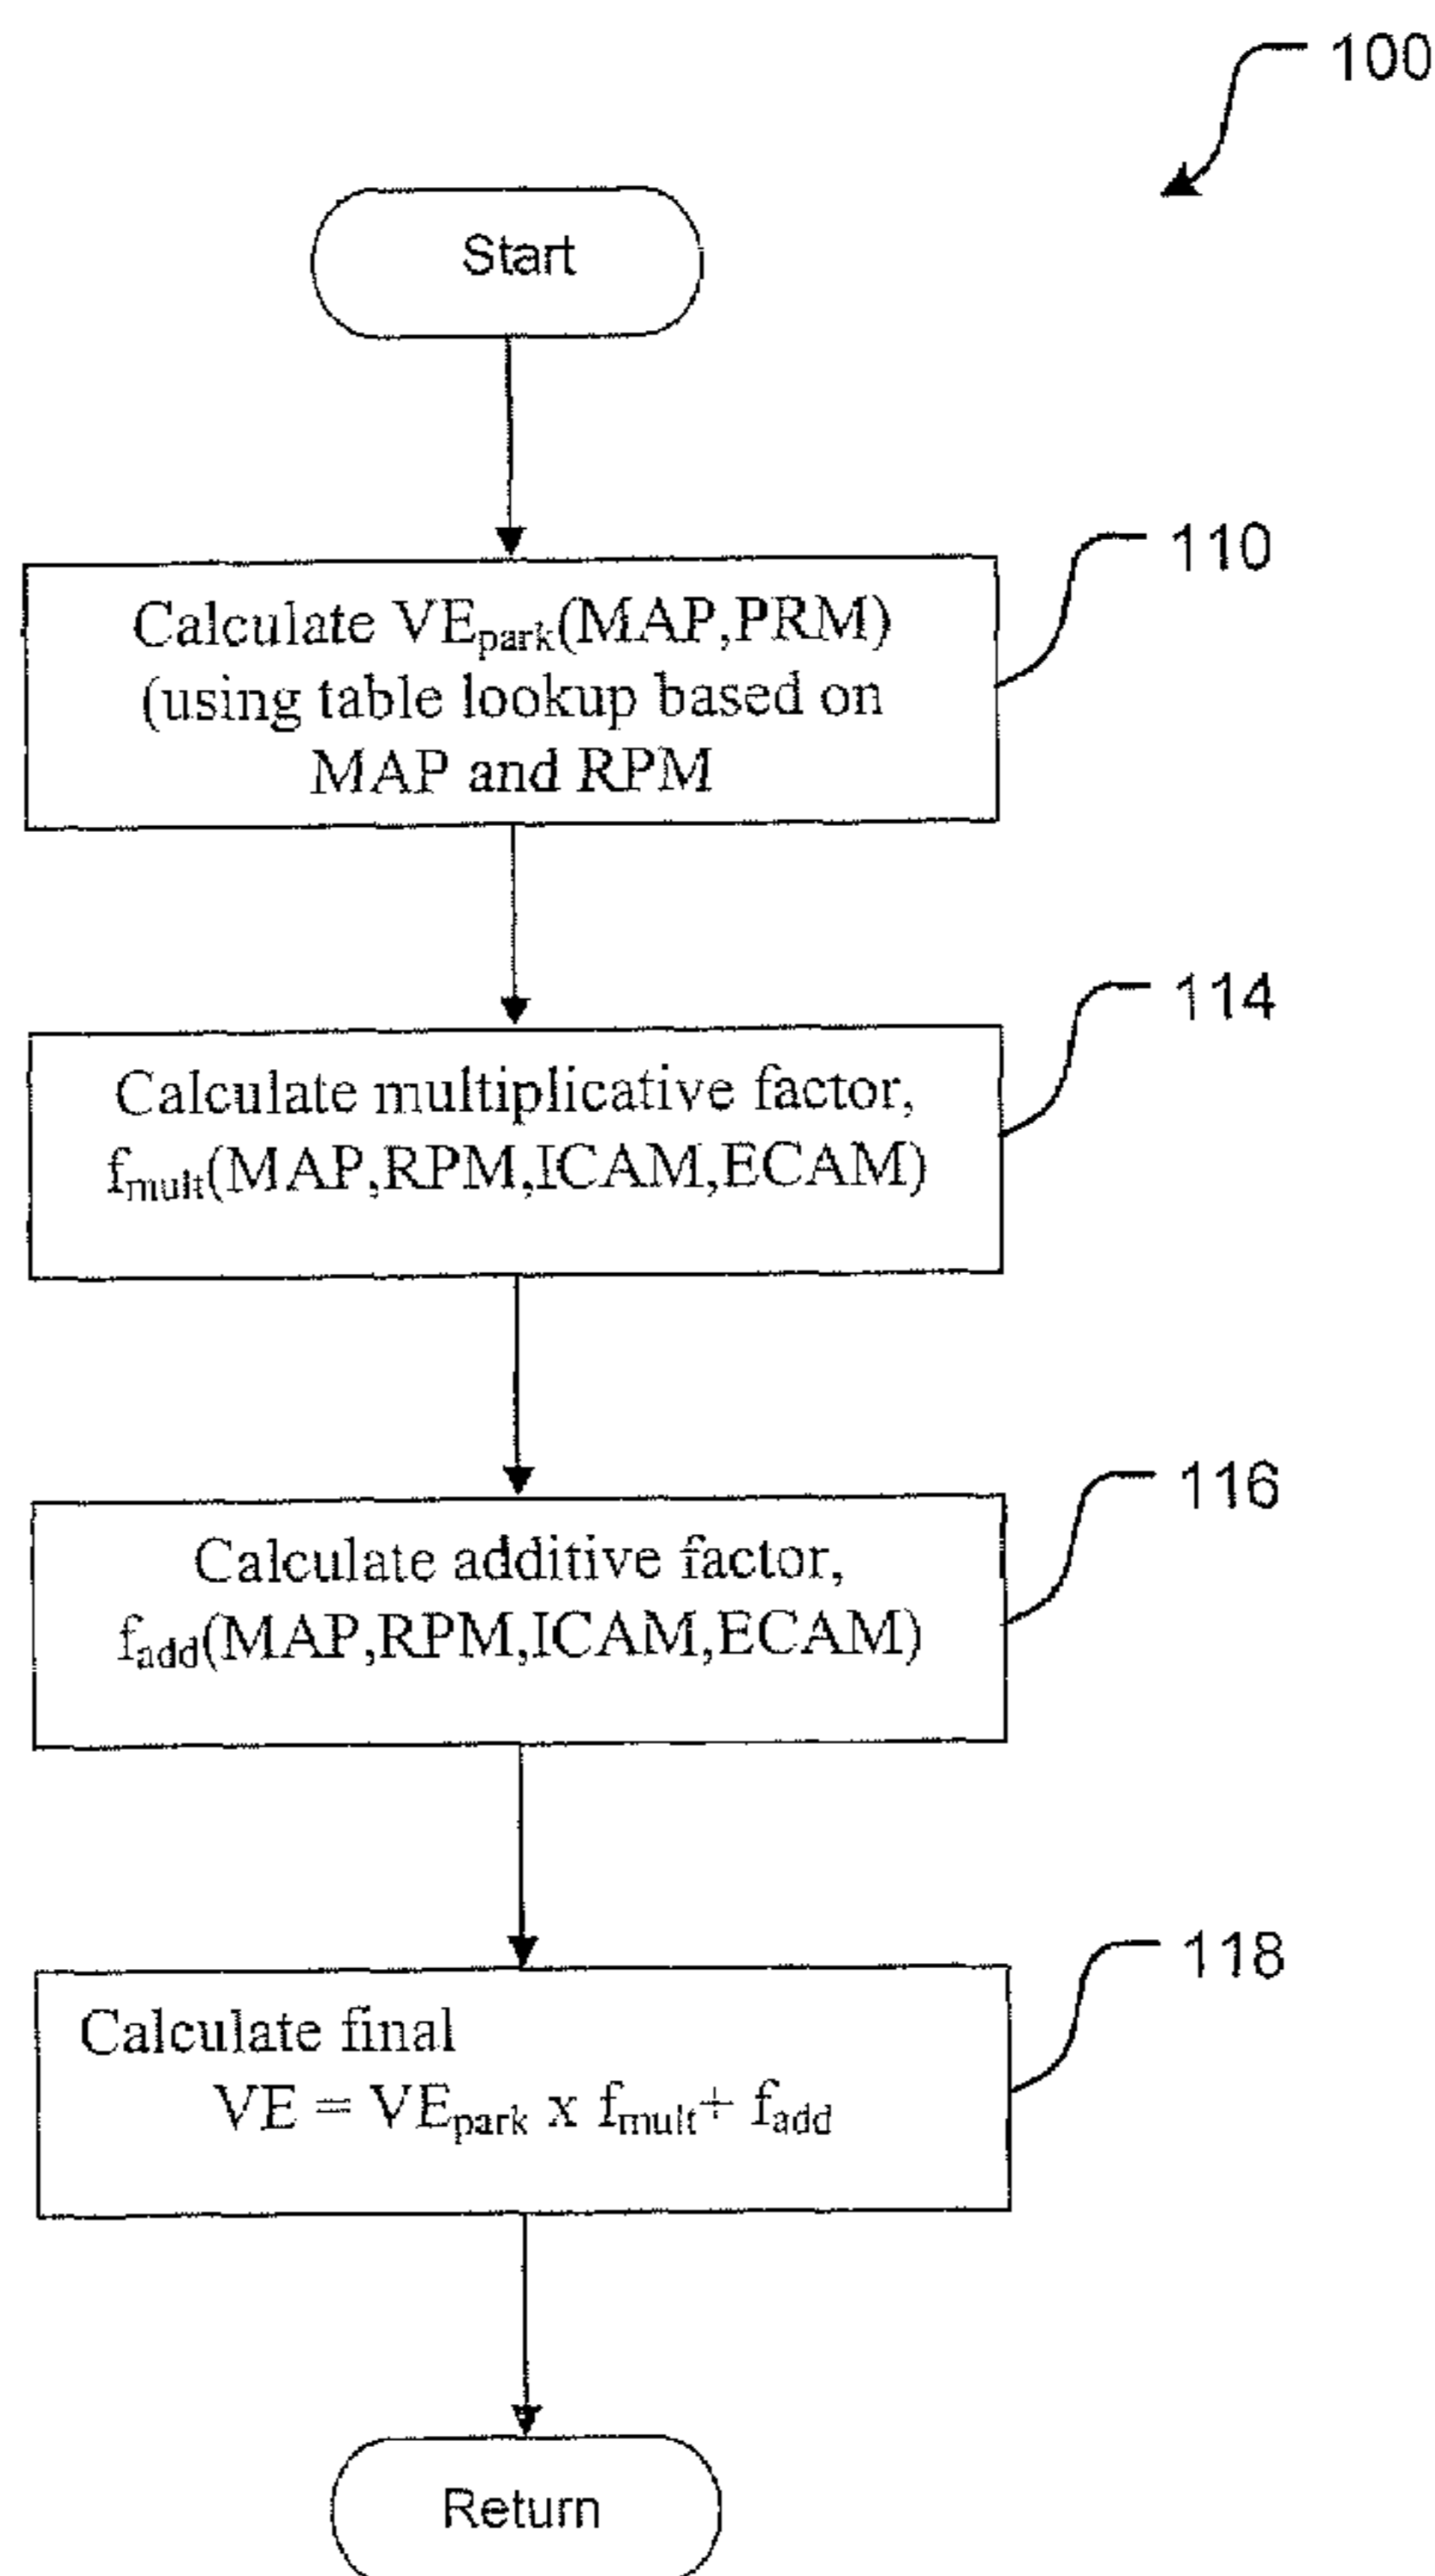 100
Start
110
Calculate VEpark(MAP,PRM)
(using table lookup based on
MAP and RPM
114
Calculate multiplicative factor,
fmult(MAP,RPM,ICAM,ECAM)
116
Calculate additive factor,
fadd(MAP,RPM,ICAM,ECAM)
118
Calculate final
VE = VEpark x fmult+ fadd
Return